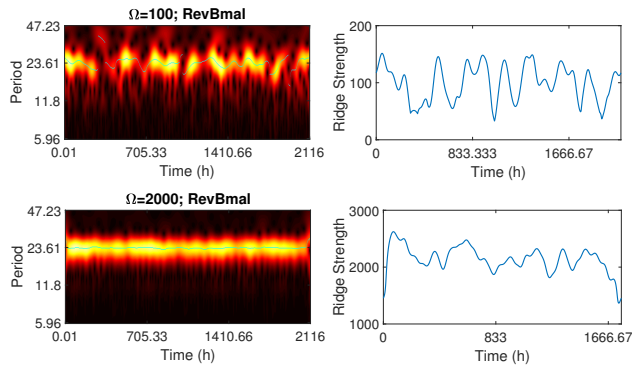 Ω=100; RevBmal
Period
47.23
23.61
11.8
5.96
0.01 705.33 1410.66 2116
Time (h)
Ridge Strength
150
100
50
0
0 833.333 1666.67
Time (h)
Ω=2000; RevBmal
Period
47.23
23.61
11.8
5.96
0.01 705.33 1410.66 2116
Time (h)
Ridge Strength
3000
2000
1000
0 833 1666.67
Time (h)